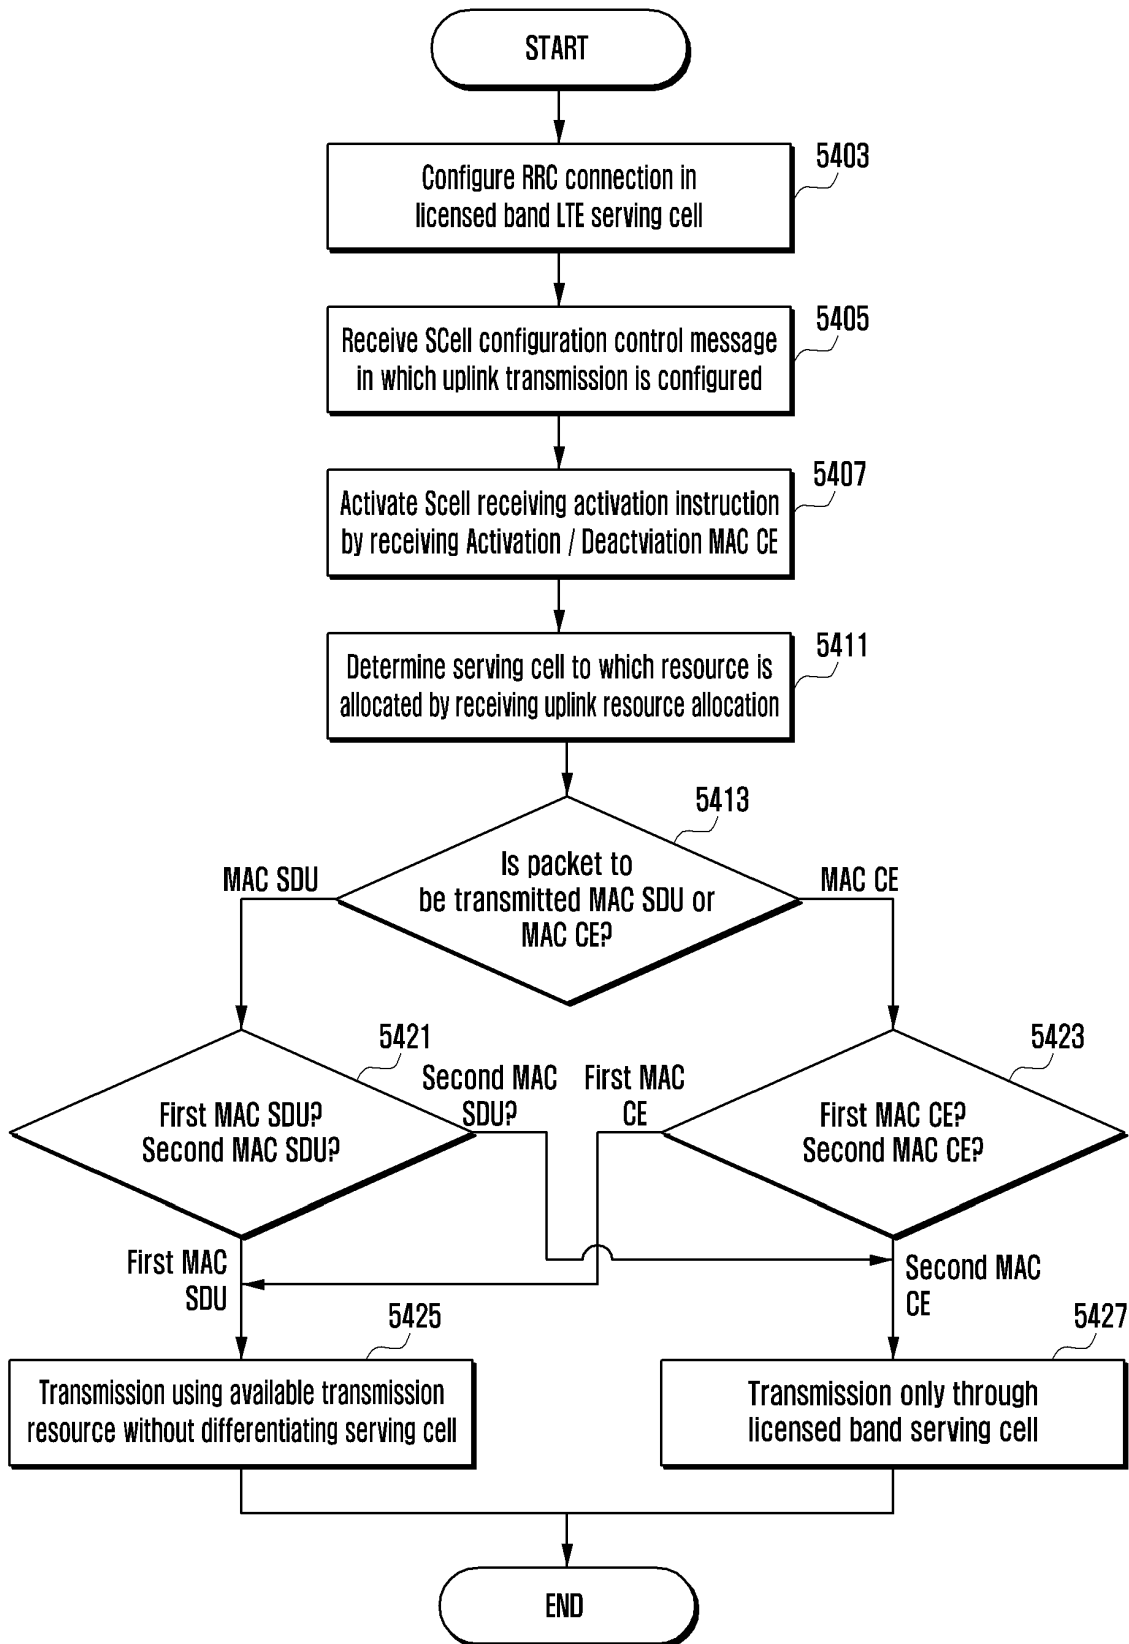 START
5403
Configure RRC connection in
licensed band LTE serving cell
5405
Receive SCell configuration control message
in which uplink transmission is configured
5407
Activate Scell receiving activation instruction
by receiving Activation / Deactviation MAC CE
5411
Determine serving cell to which resource is
allocated by receiving uplink resource allocation
5413
Is packet to
be transmitted MAC SDU or
MAC CE?
MAC SDU
MAC CE
5421
First MAC SDU?
Second MAC SDU?
Second MAC
SDU?
First MAC
CE
5423
First MAC CE?
Second MAC CE?
First MAC
SDU
Second MAC
CE
5425
Transmission using available transmission
resource without differentiating serving cell
5427
Transmission only through
licensed band serving cell
END